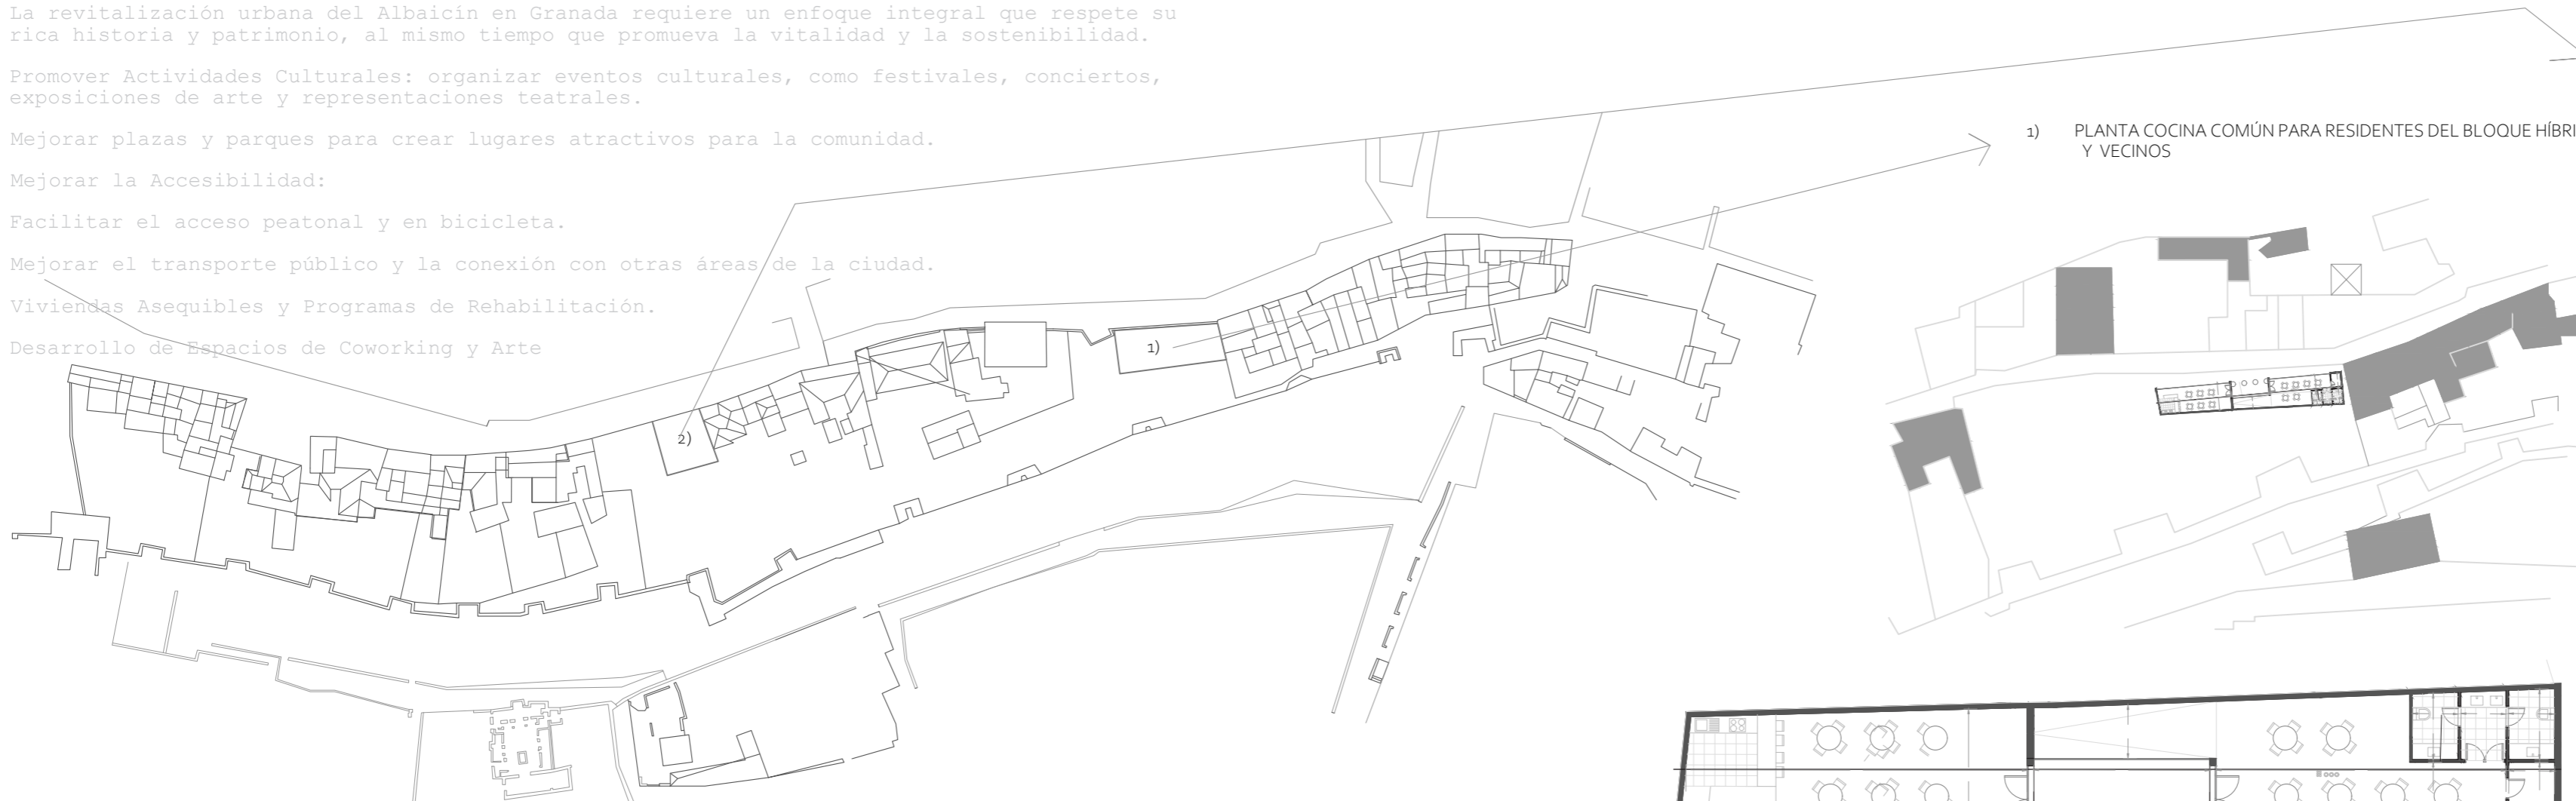 La revitalización urbana del Albaicín en Granada requiere un enfoque integral que respete su
rica historia y patrimonio, al mismo tiempo que promueva la vitalidad y la sostenibilidad.
Promover Actividades Culturales: organizar eventos culturales, como festivales, conciertos,
exposiciones de arte y representaciones teatrales.
Mejorar plazas y parques para crear lugares atractivos para la comunidad.
Mejorar la Accesibilidad:
Facilitar el acceso peatonal y en bicicleta.
Mejorar el transporte público y la conexión con otras áreas de la ciudad.
Viviendas Asequibles y Programas de Rehabilitación.
Desarrollo de Espacios de Coworking y Arte
1) PLANTA COCINA COMÚN PARA RESIDENTES DEL BLOQUE HÍBRI
Y VECINOS
1)
2)